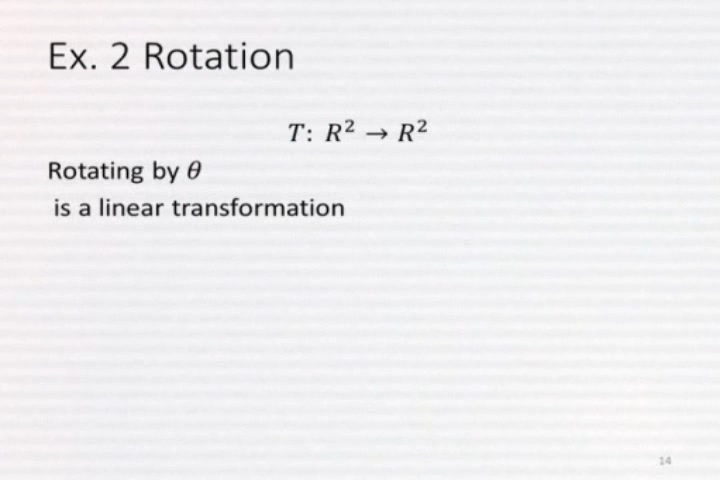 Ex. 2 Rotation
T: R² → R²
Rotating by θ
is a linear transformation
14